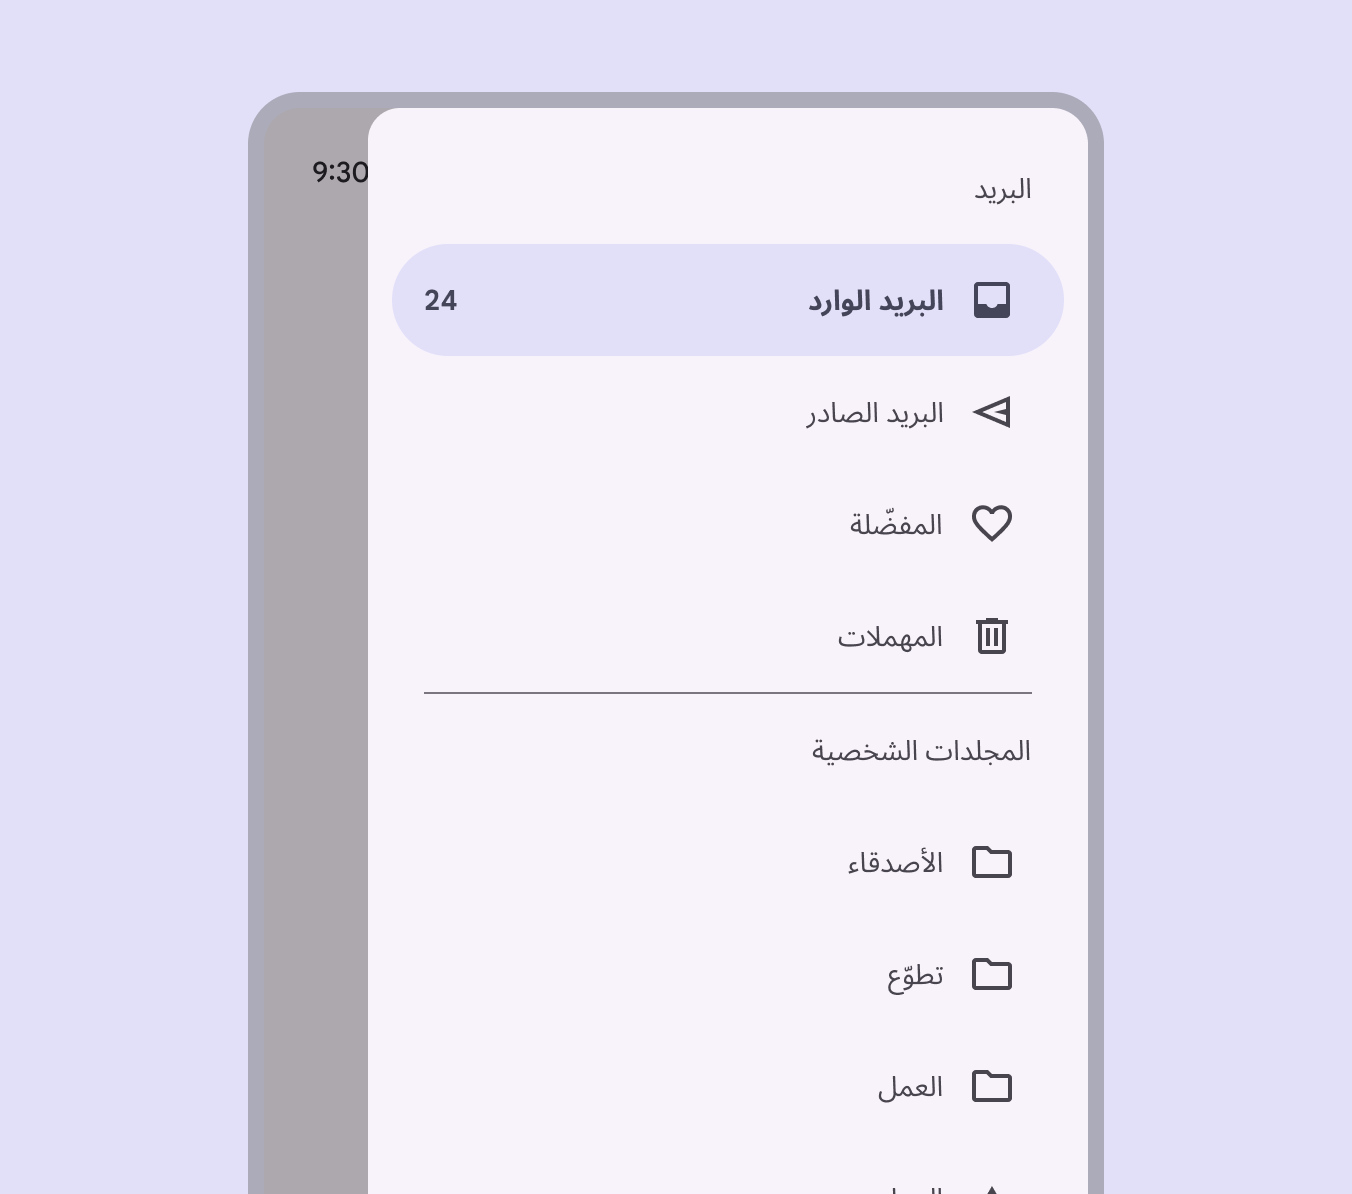 9:30
البريد
البريد الوارد 24
البريد الصادر
المفضّلة
المهملات
المجلدات الشخصية
الأصدقاء
تطوّع
العمل